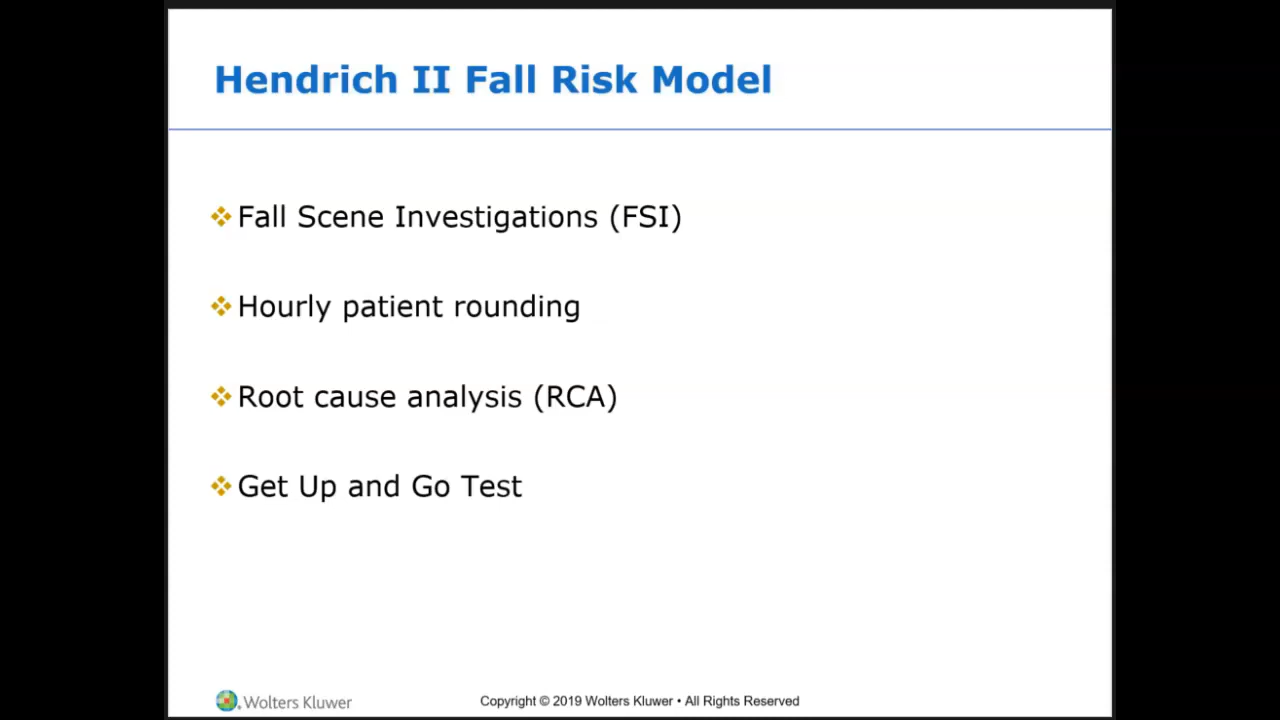 Hendrich II Fall Risk Model
Fall Scene Investigations (FSI)
Hourly patient rounding
Root cause analysis (RCA)
Get Up and Go Test
Wolters Kluwer
Copyright © 2019 Wolters Kluwer • All Rights Reserved